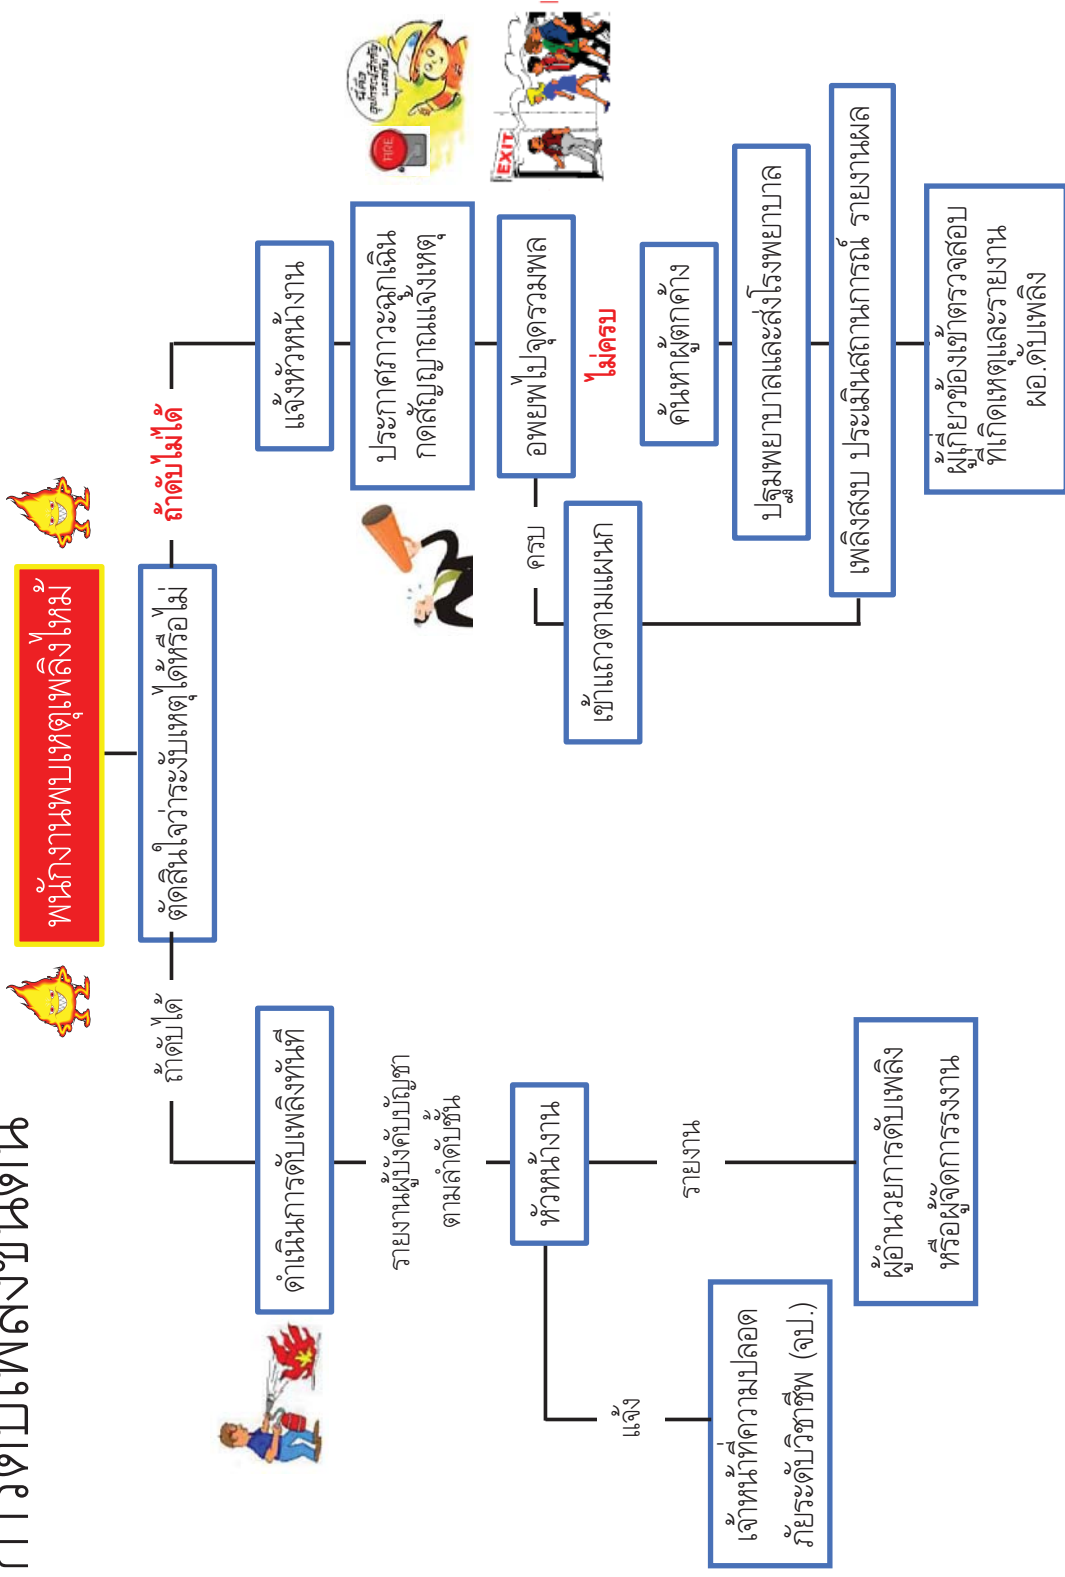 การดับเพลิงขั้นต้น
พนักงานพบเหตุเพลิงไหม้
ตัดสินใจว่าระงับเหตุได้หรือไม่
ถ้าดับได้
ถ้าดับไม่ได้
ดำเนินการดับเพลิงทันที
รายงานผู้บังคับบัญชา
ตามลำดับชั้น
หัวหน้างาน
แจ้ง
รายงาน
เจ้าหน้าที่ความปลอด
ภัยระดับวิชาชีพ (จป.)
ผู้อำนวยการดับเพลิง
หรือผู้จัดการรงงาน
แจ้งหัวหน้างาน
ประกาศภาวะฉุกเฉิน
กดสัญญาณแจ้งเหตุ
FIRE
นี่คือ
อุปกรณ์สำคัญ
นะครับ
อพยพไปจุดรวมพล
EXIT
ครบ
ไม่ครบ
เข้าแถวตามแผนก
ค้นหาผู้ตกค้าง
ปฐมพยาบาลและส่งโรงพยาบาล
เพลิงสงบ ประเมินสถานการณ์ รายงานผล
ผู้เกี่ยวข้องเข้าตรวจสอบ
ที่เกิดเหตุและรายงาน
ผอ.ดับเพลิง